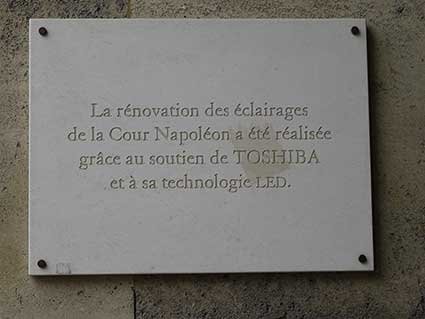 La rénovation des éclairages
de la Cour Napoléon a été réalisée
grâce au soutien de TOSHIBA
et à sa technologie LED.